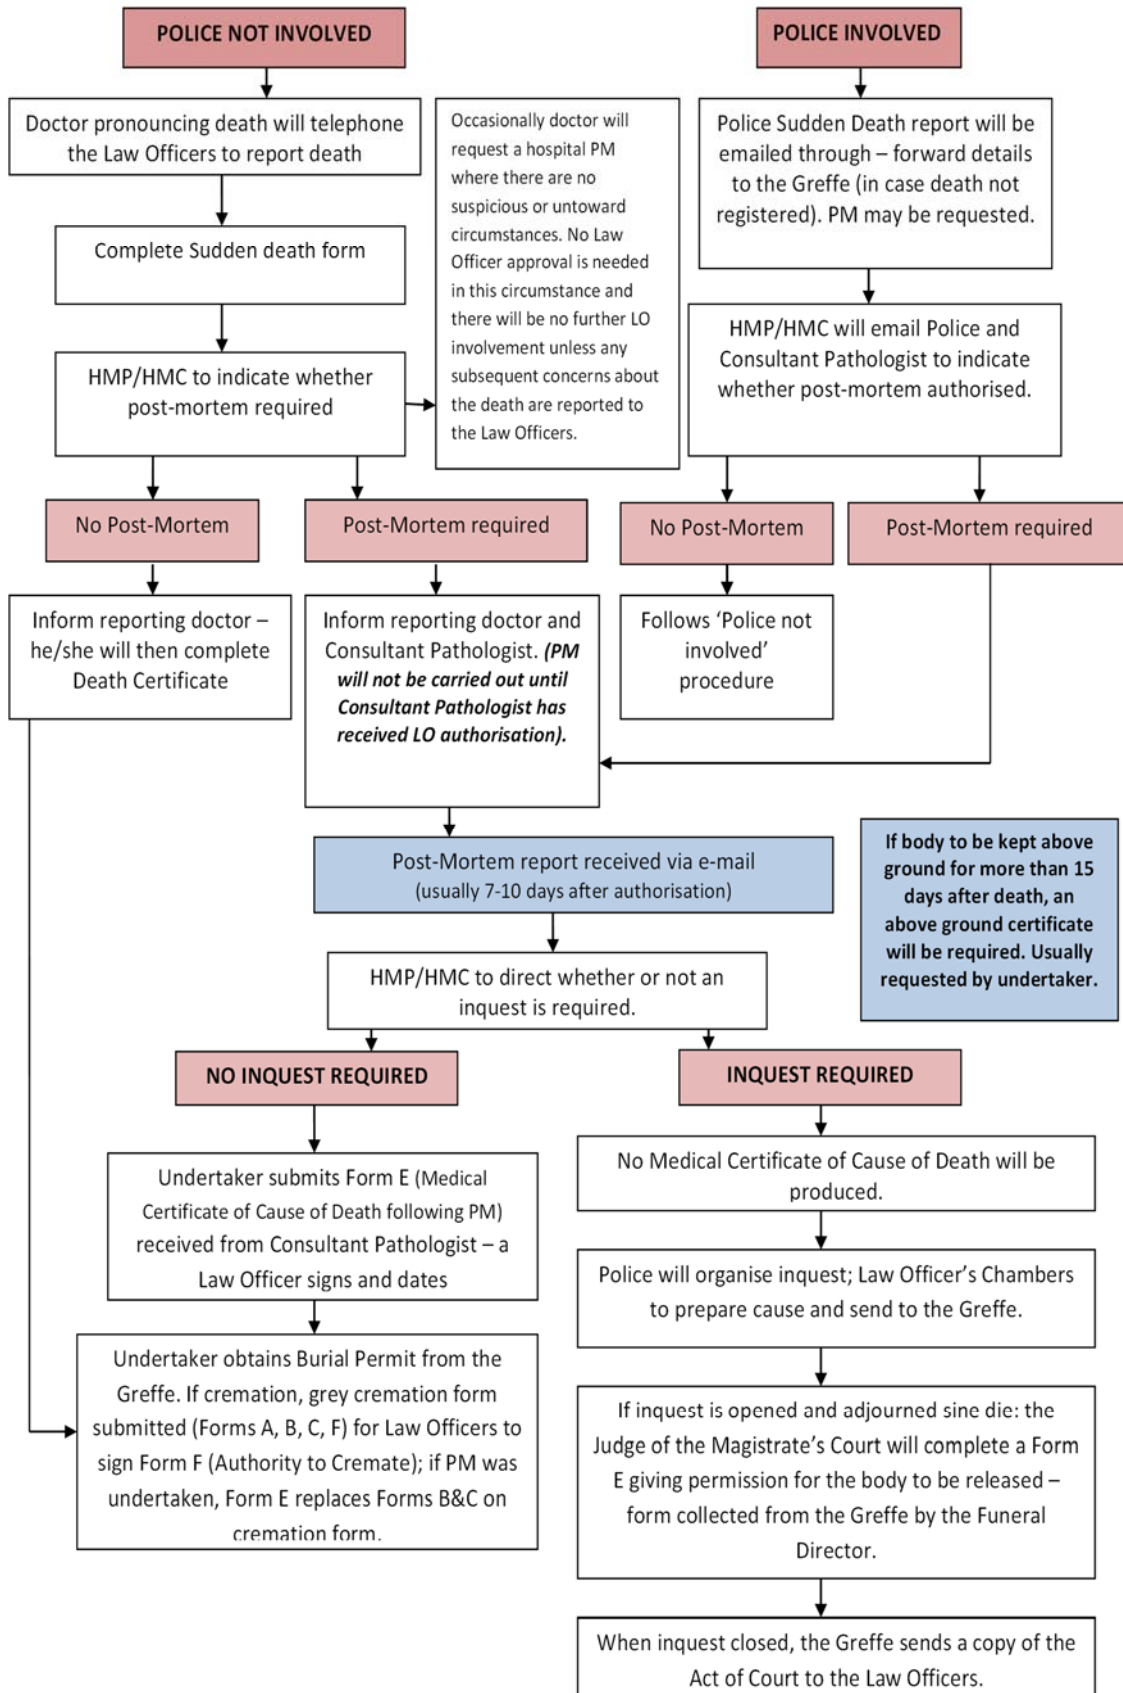 POLICE NOT INVOLVED
Doctor pronouncing death will telephone
the Law Officers to report death
Complete Sudden death form
HMP/HMC to indicate whether
post-mortem required
Occasionally doctor will
request a hospital PM
where there are no
suspicious or untoward
circumstances. No Law
Officer approval is needed
in this circumstance and
there will be no further LO
involvement unless any
subsequent concerns about
the death are reported to
the Law Officers.
POLICE INVOLVED
Police Sudden Death report will be
emailed through – forward details
to the Greffe (in case death not
registered). PM may be requested.
HMP/HMC will email Police and
Consultant Pathologist to indicate
whether post-mortem authorised.
No Post-Mortem
Post-Mortem required
No Post-Mortem
Post-Mortem required
Inform reporting doctor –
he/she will then complete
Death Certificate
Inform reporting doctor and
Consultant Pathologist. (PM
will not be carried out until
Consultant Pathologist has
received LO authorisation).
Follows ‘Police not
involved’
procedure
Post-Mortem report received via e-mail
(usually 7-10 days after authorisation)
If body to be kept above
ground for more than 15
days after death, an
above ground certificate
will be required. Usually
requested by undertaker.
HMP/HMC to direct whether or not an
inquest is required.
NO INQUEST REQUIRED
INQUEST REQUIRED
Undertaker submits Form E (Medical
Certificate of Cause of Death following PM)
received from Consultant Pathologist – a
Law Officer signs and dates
Undertaker obtains Burial Permit from the
Greffe. If cremation, grey cremation form
submitted (Forms A, B, C, F) for Law Officers to
sign Form F (Authority to Cremate); if PM was
undertaken, Form E replaces Forms B&C on
cremation form.
No Medical Certificate of Cause of Death will be
produced.
Police will organise inquest; Law Officer’s Chambers
to prepare cause and send to the Greffe.
If inquest is opened and adjourned sine die: the
Judge of the Magistrate’s Court will complete a Form
E giving permission for the body to be released –
form collected from the Greffe by the Funeral
Director.
When inquest closed, the Greffe sends a copy of the
Act of Court to the Law Officers.